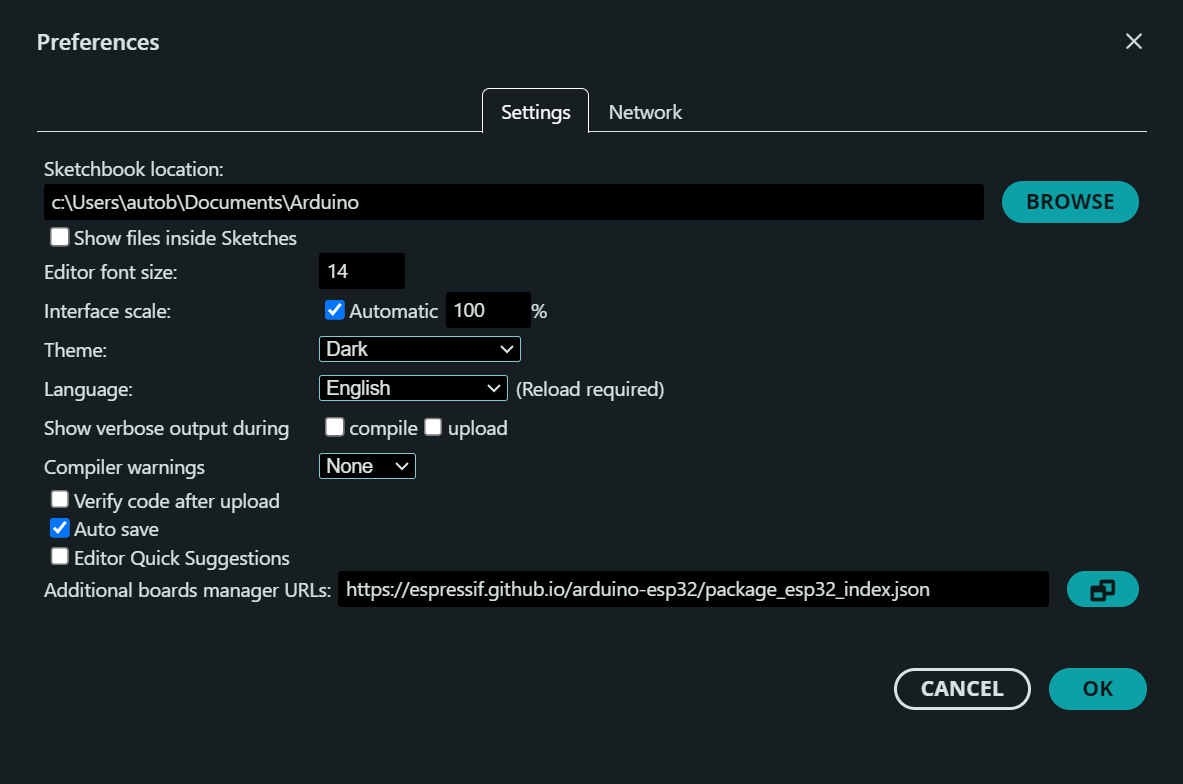 Preferences
Settings Network
Sketchbook location:
c:\Users\autob\Documents\Arduino BROWSE
Show files inside Sketches
Editor font size: 14
Interface scale: Automatic 100 %
Theme: Dark
Language: English (Reload required)
Show verbose output during compile upload
Compiler warnings None
Verify code after upload
Auto save
Editor Quick Suggestions
Additional boards manager URLs: https://espressif.github.io/arduino-esp32/package_esp32_index.json
CANCEL OK